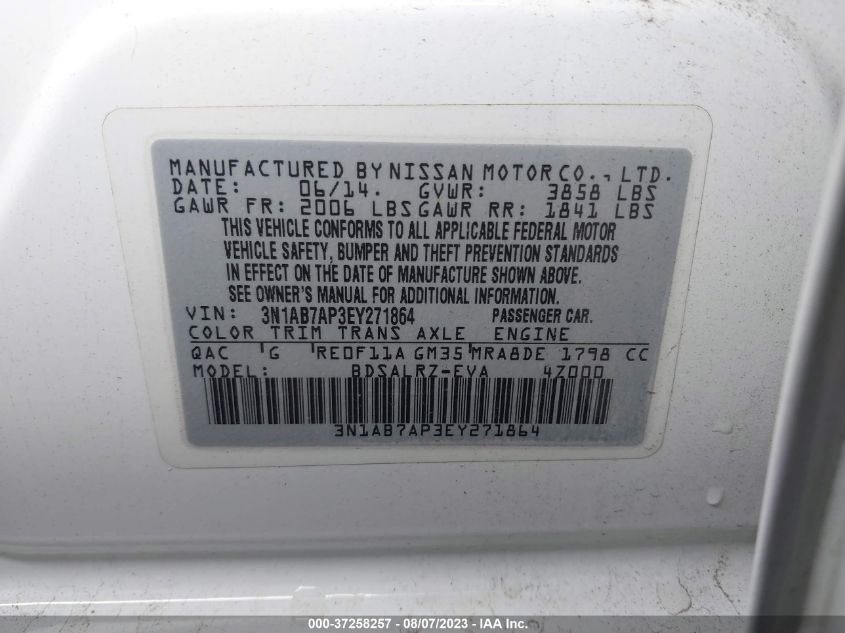 MANUFACTURED BY NISSAN MOTOR CO., LTD.
DATE: 06/14. GVWR: 3858 LBS
GAWR FR: 2006 LBS GAWR RR: 1841 LBS
THIS VEHICLE CONFORMS TO ALL APPLICABLE FEDERAL MOTOR
VEHICLE SAFETY, BUMPER AND THEFT PREVENTION STANDARDS
IN EFFECT ON THE DATE OF MANUFACTURE SHOWN ABOVE.
SEE OWNER'S MANUAL FOR ADDITIONAL INFORMATION.
VIN: 3N1AB7AP3EY271864 PASSENGER CAR.
COLOR TRIM TRANS AXLE ENGINE
QAC G RE0F11A GM35 MRA8DE 1798 CC
MODEL: BDSALRZ-EVA 4Z000
3N1AB7AP3EY271864
000-37258257 - 08/07/2023 - IAA Inc.